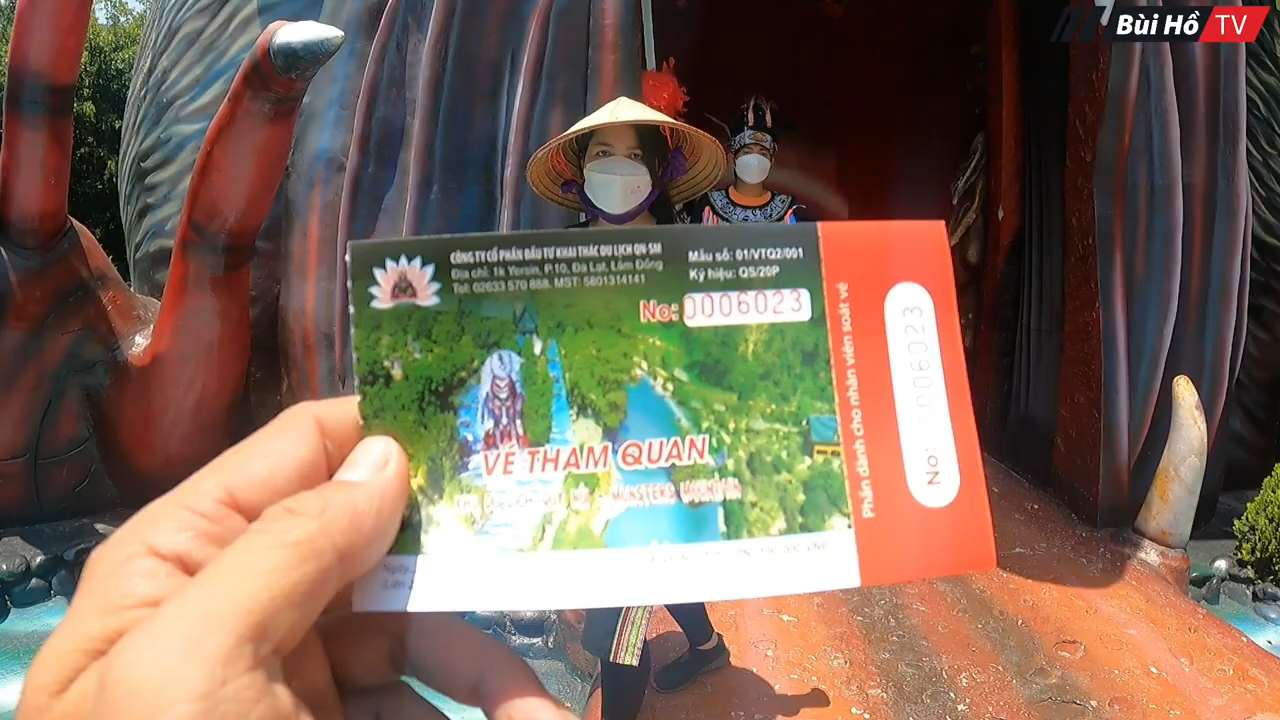 Bùi Hồ TV
CÔNG TY CỔ PHẦN ĐẦU TƯ KHAI THÁC DU LỊCH QN-SM
Địa chỉ: 1k Yersin, P.10, Đà Lạt, Lâm Đồng
Tel: 02633 570 888. MST: 5801314141
Mẫu số: 01/VTQ2/001
Ký hiệu: QS/20P
No: 0006023
VÉ THAM QUAN
MONSTERS MOUNTAIN
Phần dành cho nhân viên soát vé
No: 0006023